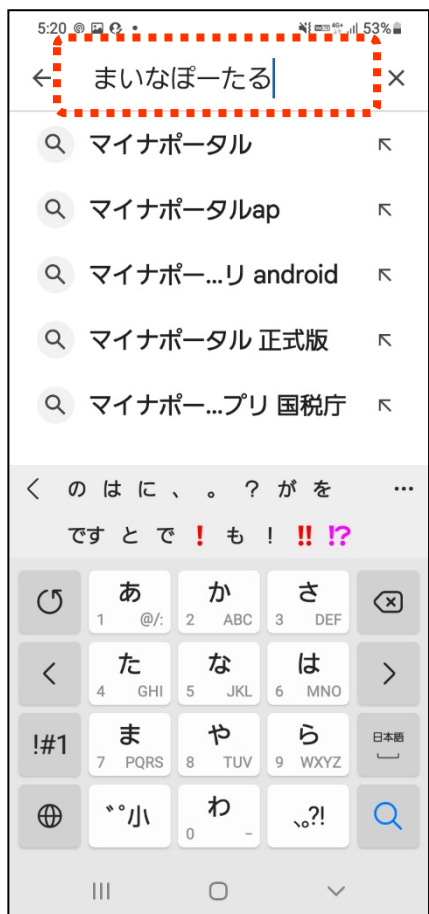 5:20 53%
まいなぽーたる
マイナポータル
マイナポータルap
マイナポー...リ android
マイナポータル 正式版
マイナポー...プリ 国税庁
の は に 、 。 ? が を ...
です と で ! も ! !! !?
あ 1 @/: か 2 ABC さ 3 DEF
た 4 GHI な 5 JKL は 6 MNO
!#1 ま 7 PQRS や 8 TUV ら 9 WXYZ 日本語
゛゜小 わ 0 - 、。?!